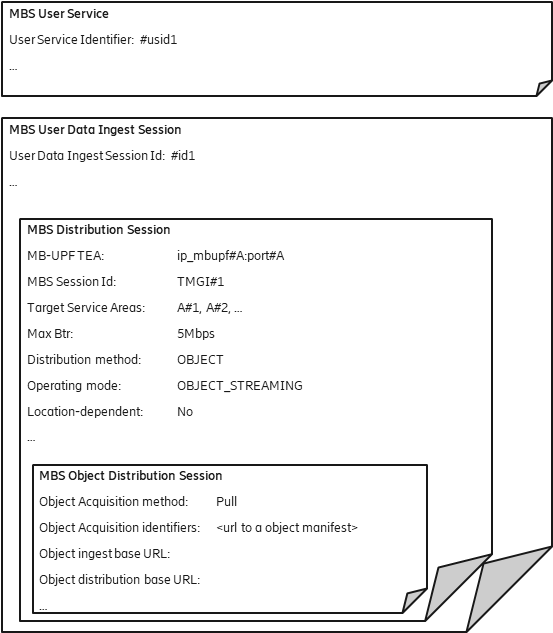 MBS User Service
User Service Identifier: #usid1
...
MBS User Data Ingest Session
User Data Ingest Session Id: #id1
...
MBS Distribution Session
MB-UPF TEA: ip_mbupf#A:port#A
MBS Session Id: TMGI#1
Target Service Areas: A#1, A#2, ...
Max Btr: 5Mbps
Distribution method: OBJECT
Operating mode: OBJECT_STREAMING
Location-dependent: No
...
MBS Object Distribution Session
Object Acquisition method: Pull
Object Acquisition identifiers: <url to a object manifest>
Object ingest base URL:
Object distribution base URL:
...